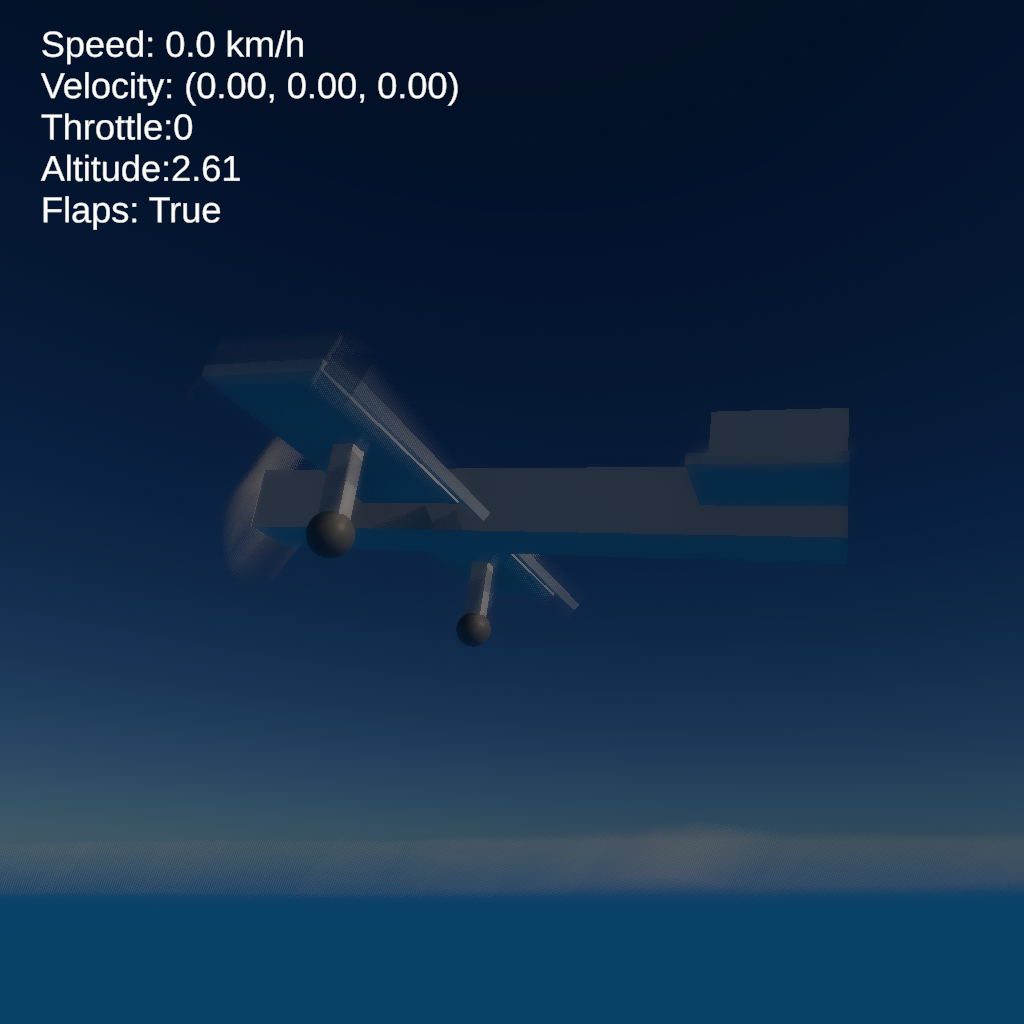 Speed: 0.0 km/h
Velocity: (0.00, 0.00, 0.00)
Throttle:0
Altitude:2.61
Flaps: True